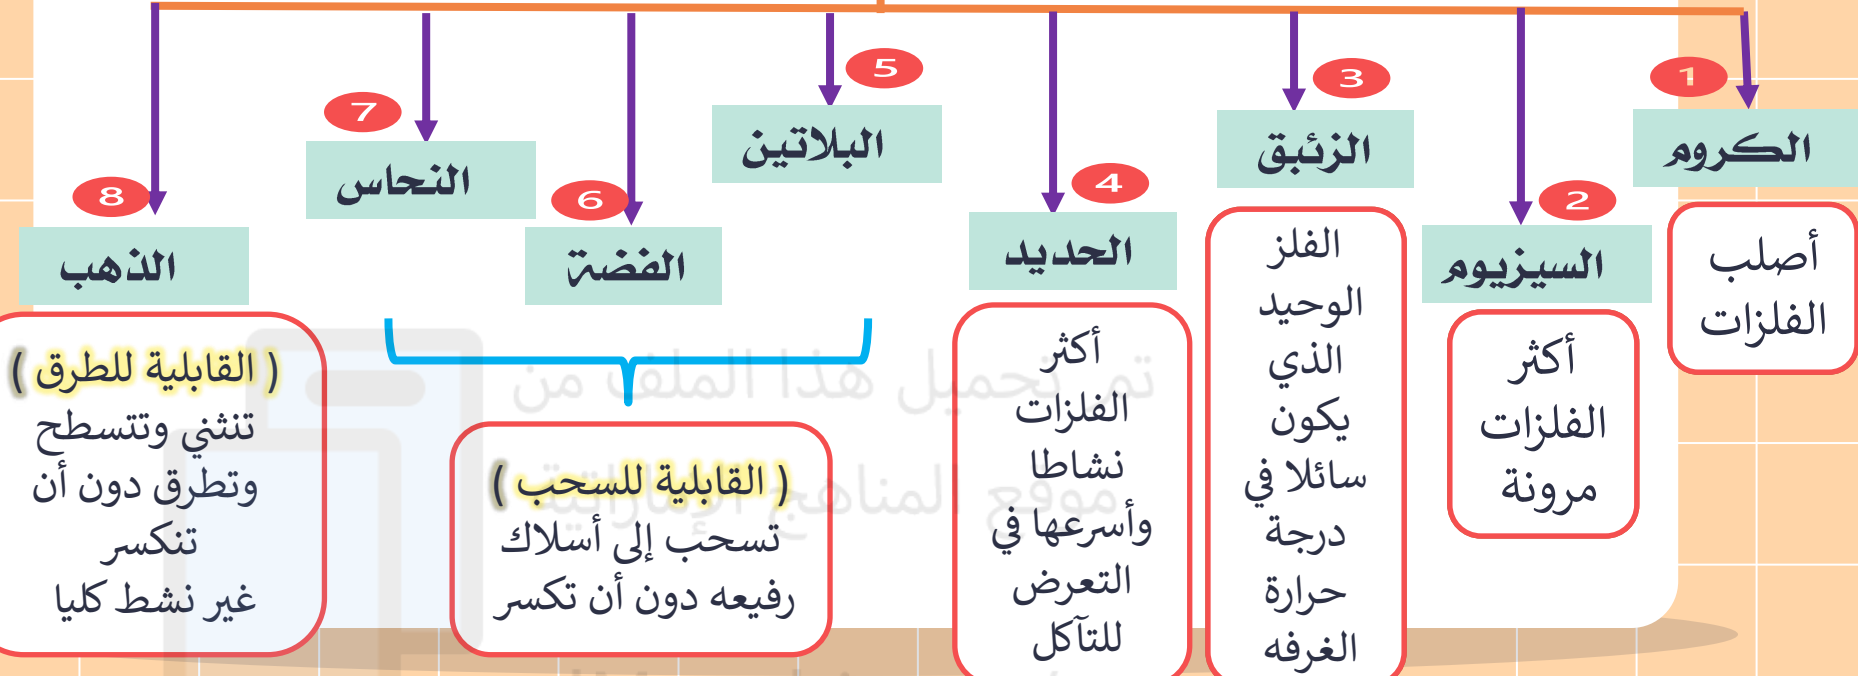 1
الكروم
أصلب
الفلزات
2
السيزيوم
أكثر
الفلزات
مرونة
3
الزئبق
الفلز
الوحيد
الذي
يكون
سائلا في
درجة
حرارة
الغرفه
4
الحديد
أكثر
الفلزات
نشاطا
وأسرعها في
التعرض
للتآكل
5
البلاتين
6
الفضة
7
النحاس
( القابلية للسحب )
تسحب إلى أسلاك
رفيعه دون أن تكسر
8
الذهب
( القابلية للطرق )
تنثني وتتسطح
وتطرق دون أن
تنكسر
غير نشط كليا
تم تحميل هذا الملف من
موقع المناهج الإماراتية